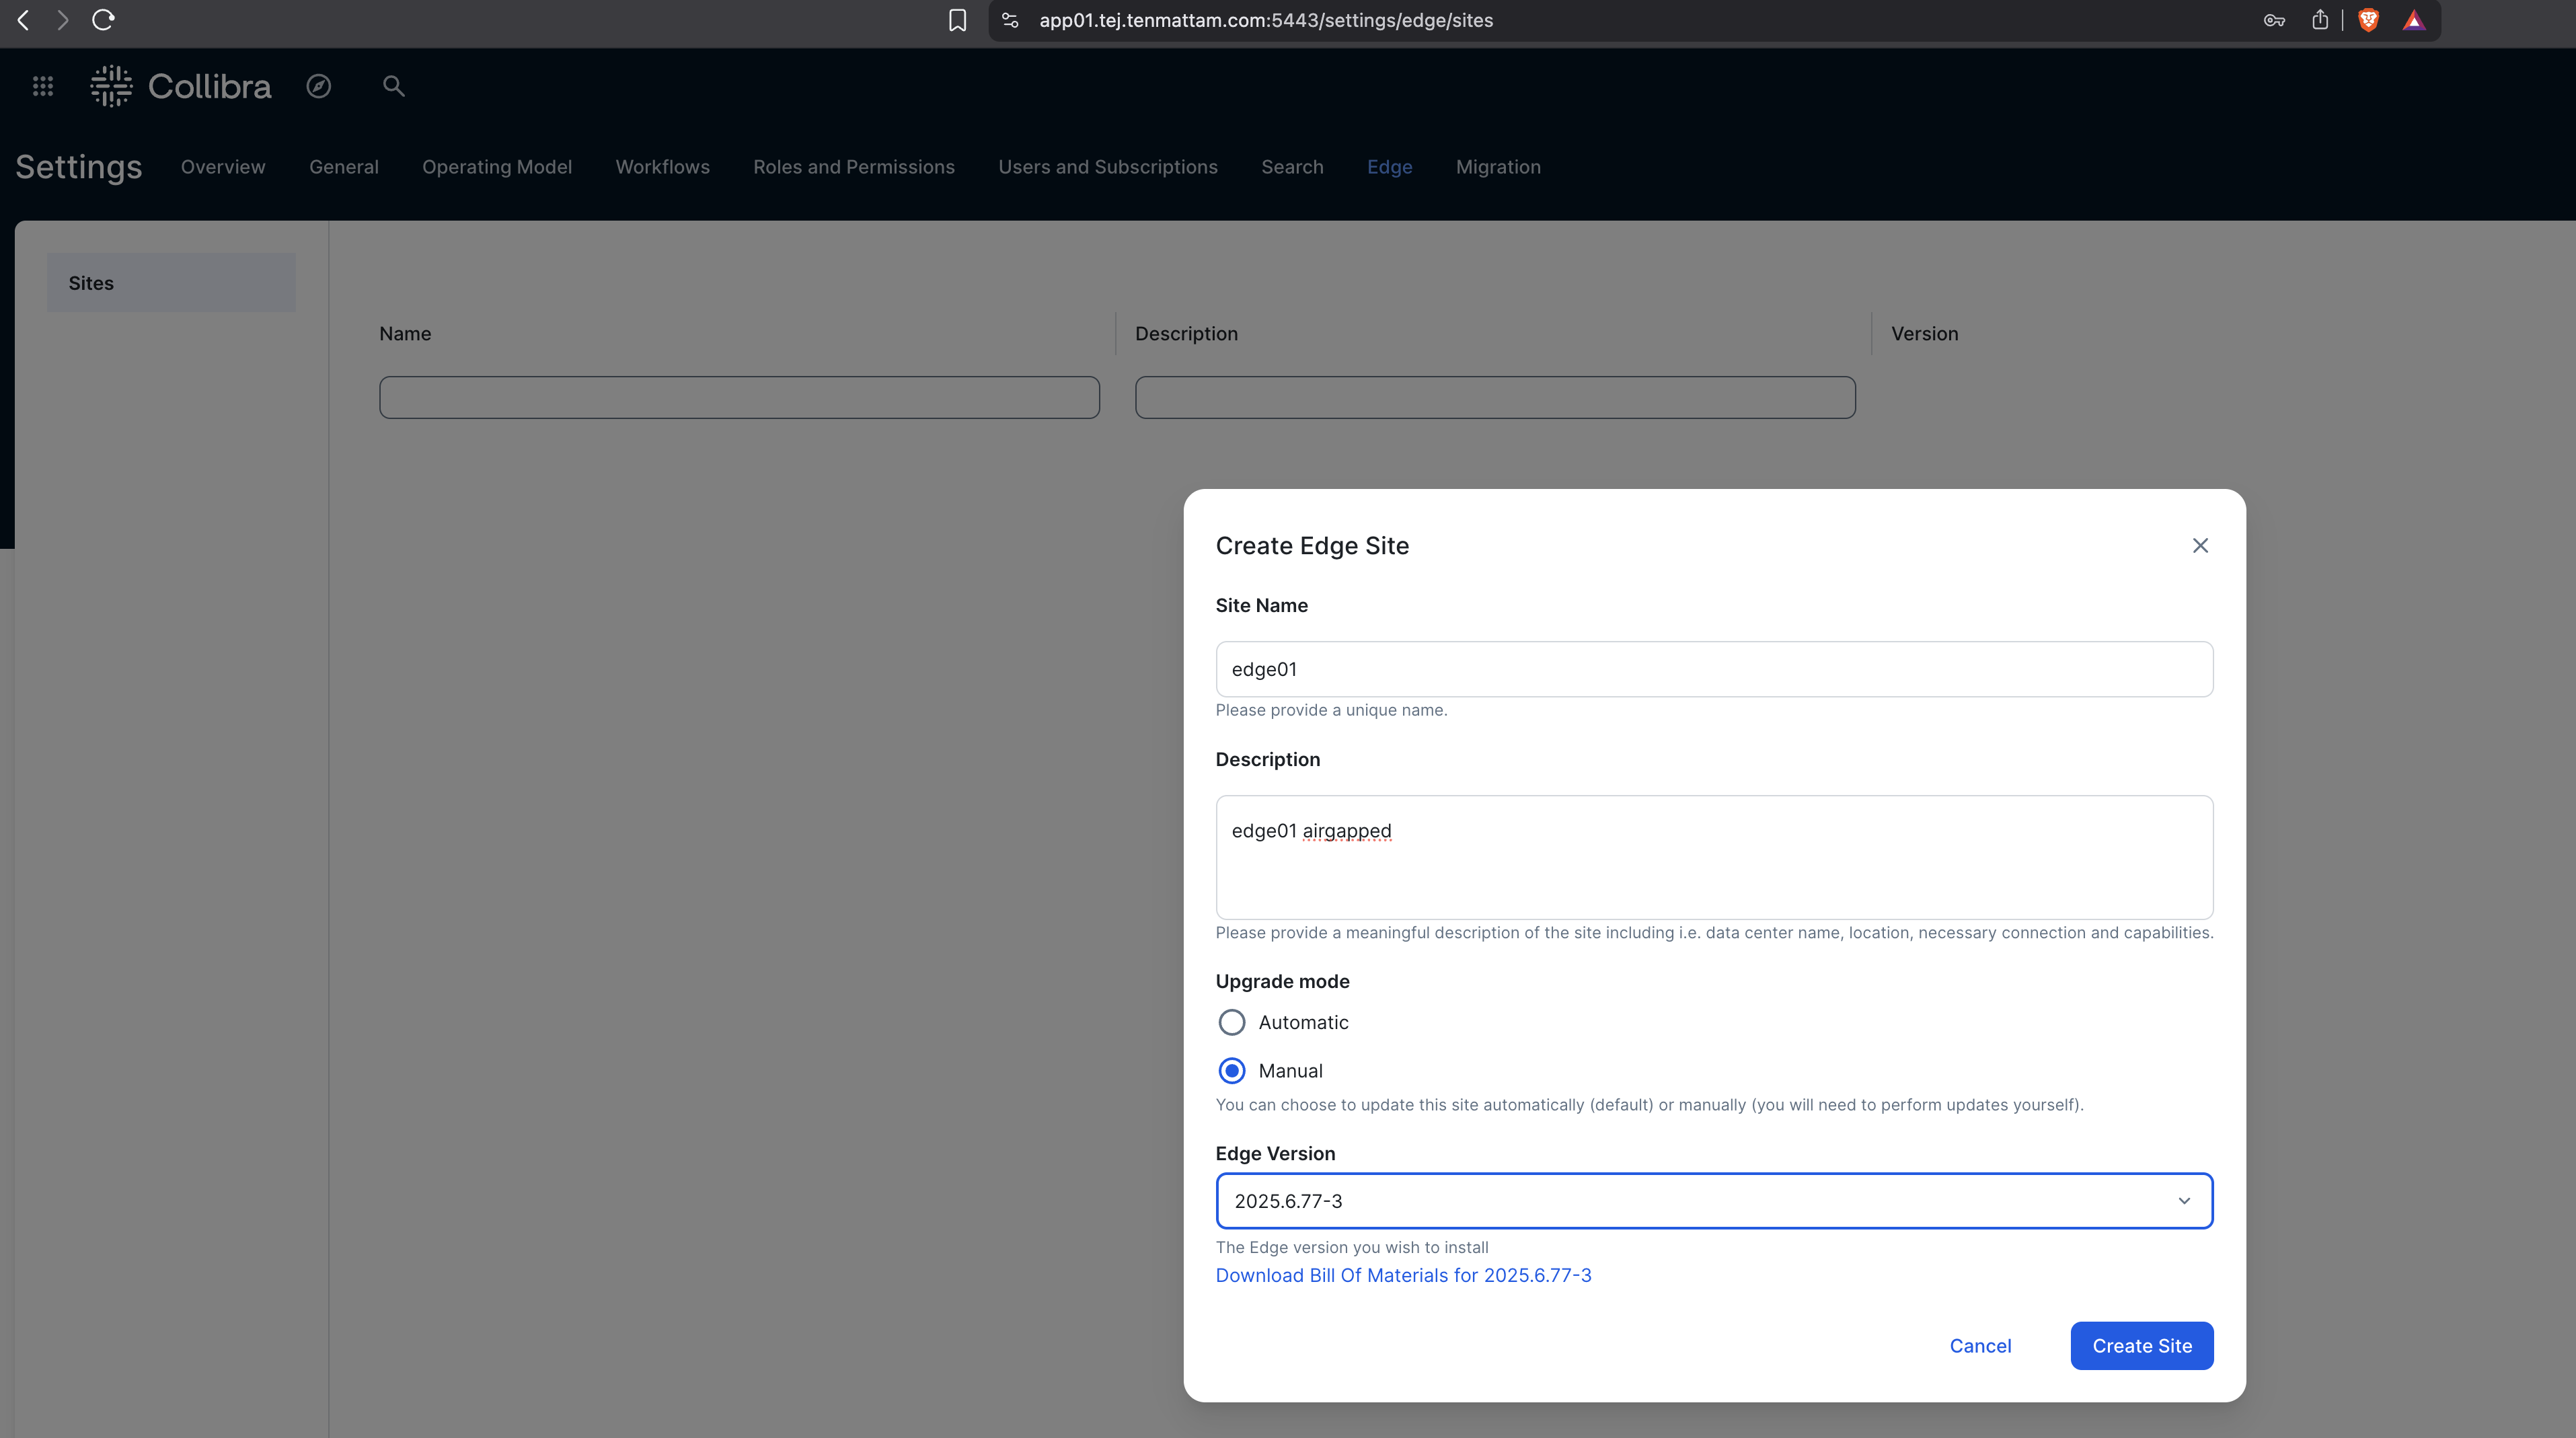 app01.tej.tenmattam.com:5443/settings/edge/sites
Collibra
Settings Overview General Operating Model Workflows Roles and Permissions Users and Subscriptions Search Edge Migration
Sites
Name Description Version
Create Edge Site
Site Name
edge01
Please provide a unique name.
Description
edge01 airgapped
Please provide a meaningful description of the site including i.e. data center name, location, necessary connection and capabilities.
Upgrade mode
Automatic
Manual
You can choose to update this site automatically (default) or manually (you will need to perform updates yourself).
Edge Version
2025.6.77-3
The Edge version you wish to install
Download Bill Of Materials for 2025.6.77-3
Cancel Create Site